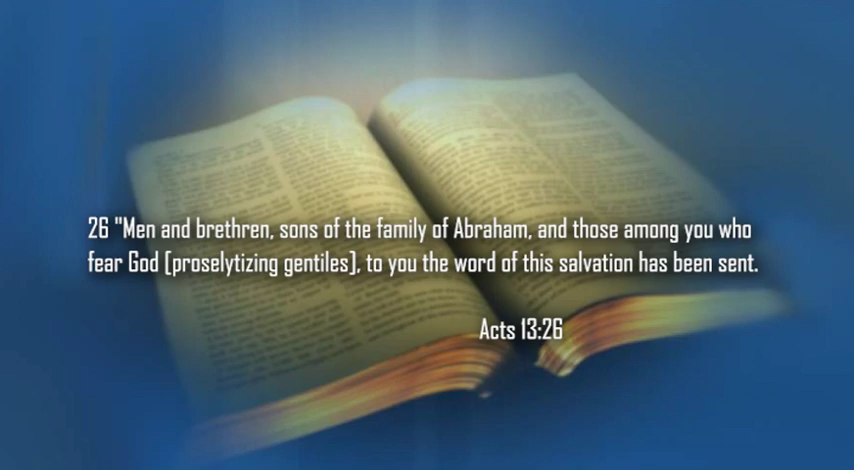 26 "Men and brethren, sons of the family of Abraham, and those among you who
fear God [proselytizing gentiles], to you the word of this salvation has been sent.
Acts 13:26